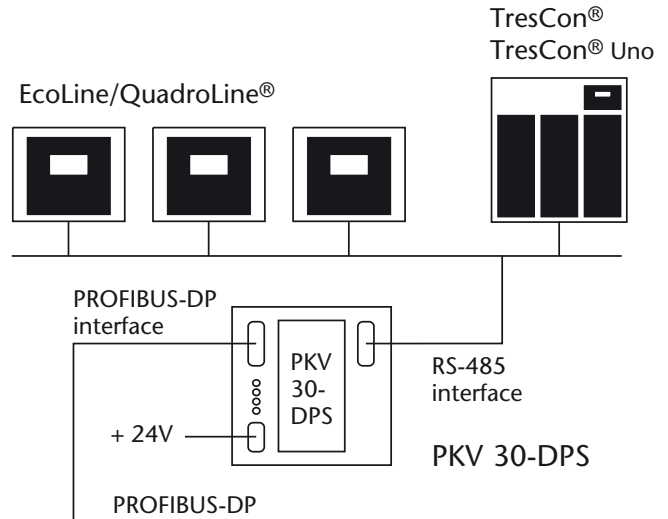 TresCon®
TresCon® Uno
EcoLine/QuadroLine®
PROFIBUS-DP
interface
PKV
30-
DPS
RS-485
interface
+ 24V
PKV 30-DPS
PROFIBUS-DP